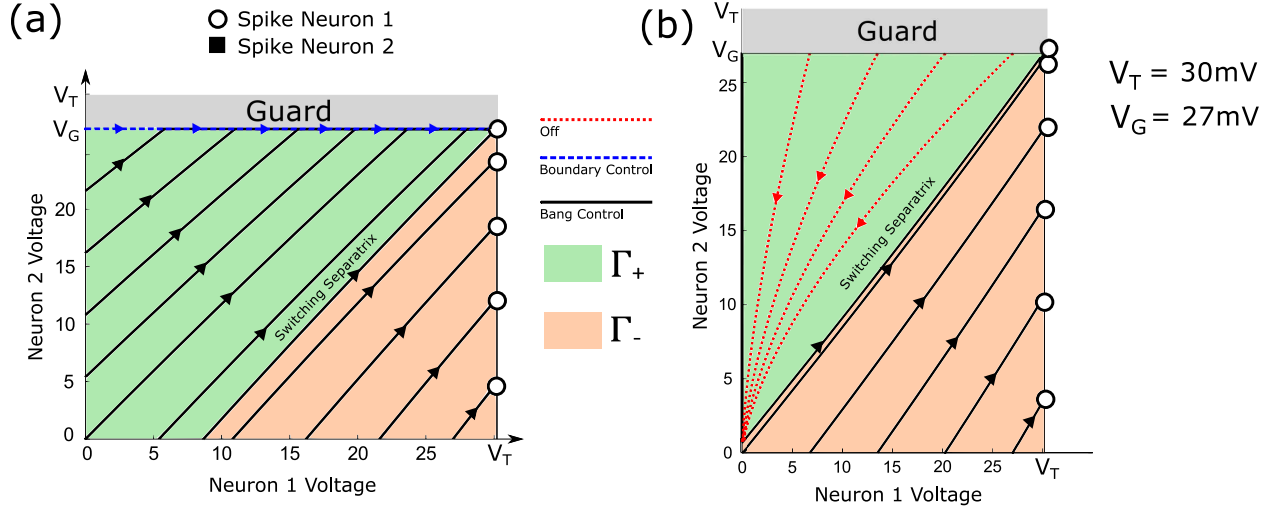 (a)
Spike Neuron 1
Spike Neuron 2
V_T
V_G
Guard
20
15
10
5
0
Neuron 2 Voltage
Switching Separatrix
0 5 10 15 20 25 V_T
Neuron 1 Voltage
Off
Boundary Control
Bang Control
Γ+
Γ-
(b)
V_T
V_G
Guard
25
20
15
10
5
0
Neuron 2 Voltage
Switching Separatrix
0 5 10 15 20 25 V_T
Neuron 1 Voltage
V_T = 30mV
V_G = 27mV